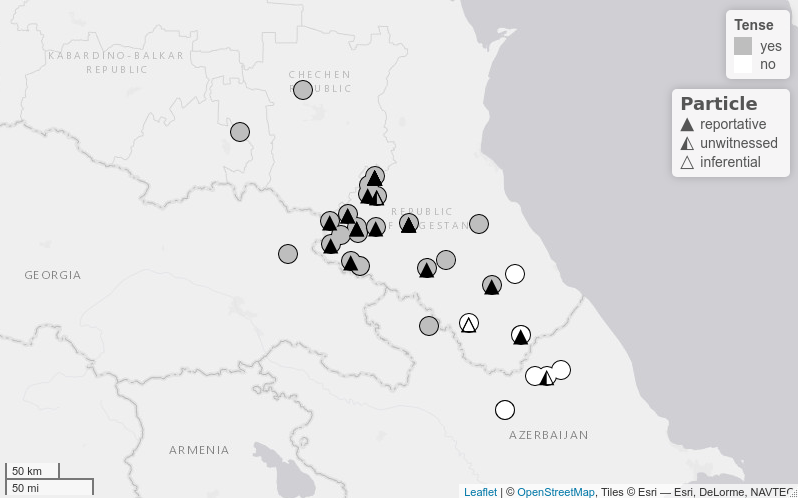 Tense
yes
no
Particle
reportative
unwitnessed
inferential
KABARDINO-BALKAR
REPUBLIC
CHECHEN
REPUBLIC
REPUBLIC
OF DAGESTAN
GEORGIA
ARMENIA
AZERBAIJAN
50 km
50 mi
Leaflet | © OpenStreetMap, Tiles © Esri — Esri, DeLorme, NAVTEQ